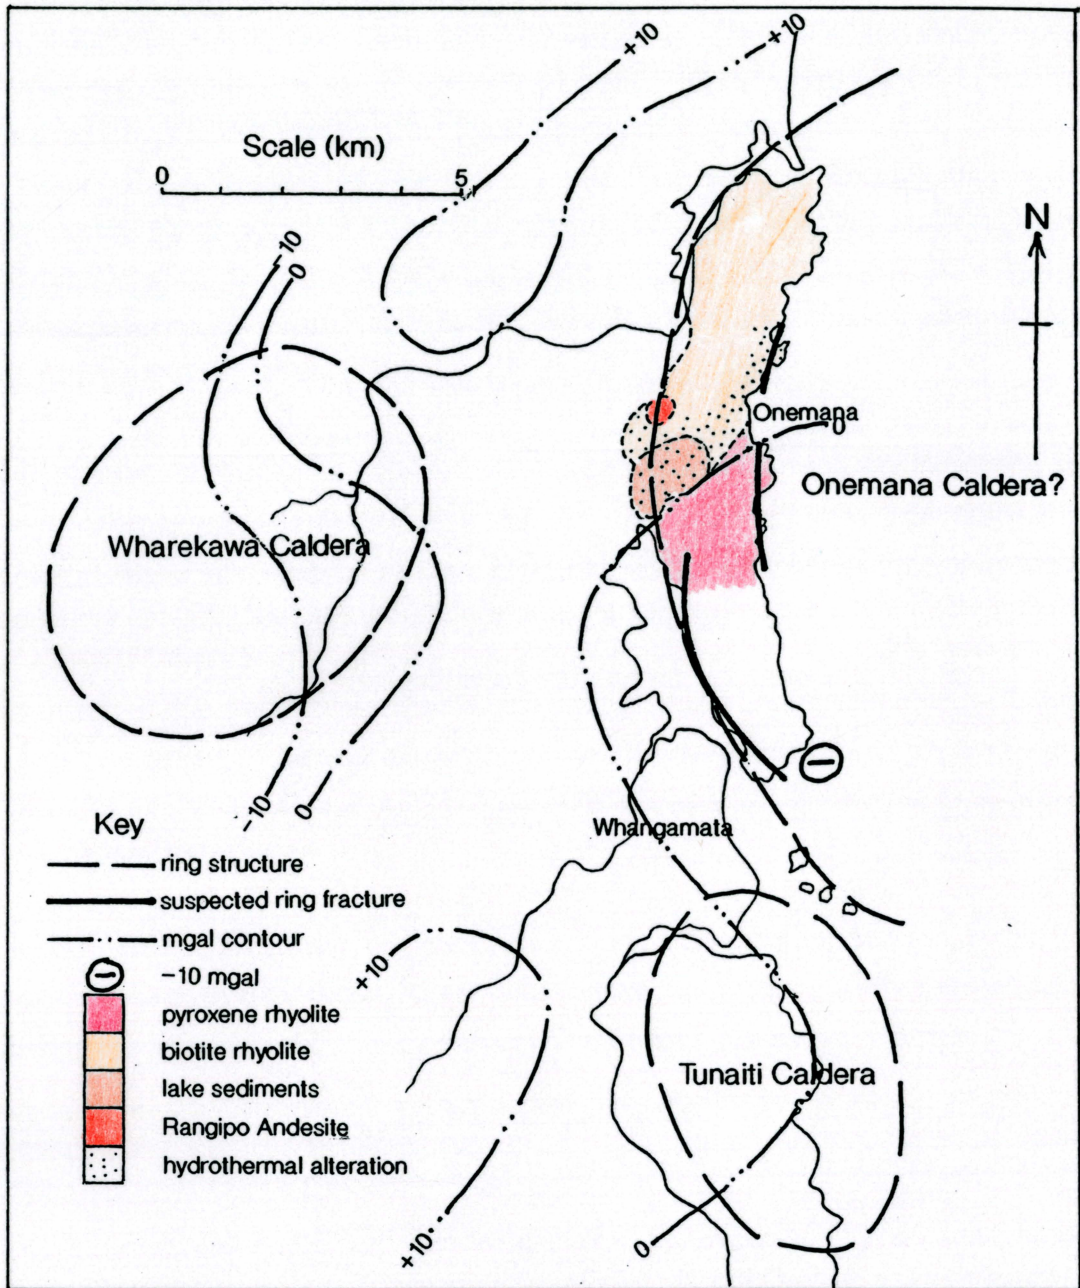 +10
+10
Scale (km)
0
5
N
-10
0
Onemana
0
Onemana Caldera?
Wharekawa Caldera
-10
0
Whangamata
Key
ring structure
suspected ring fracture
mgal contour
-10 mgal
pyroxene rhyolite
biotite rhyolite
lake sediments
Rangipo Andesite
hydrothermal alteration
+10
Tunaiti Caldera
+10
0